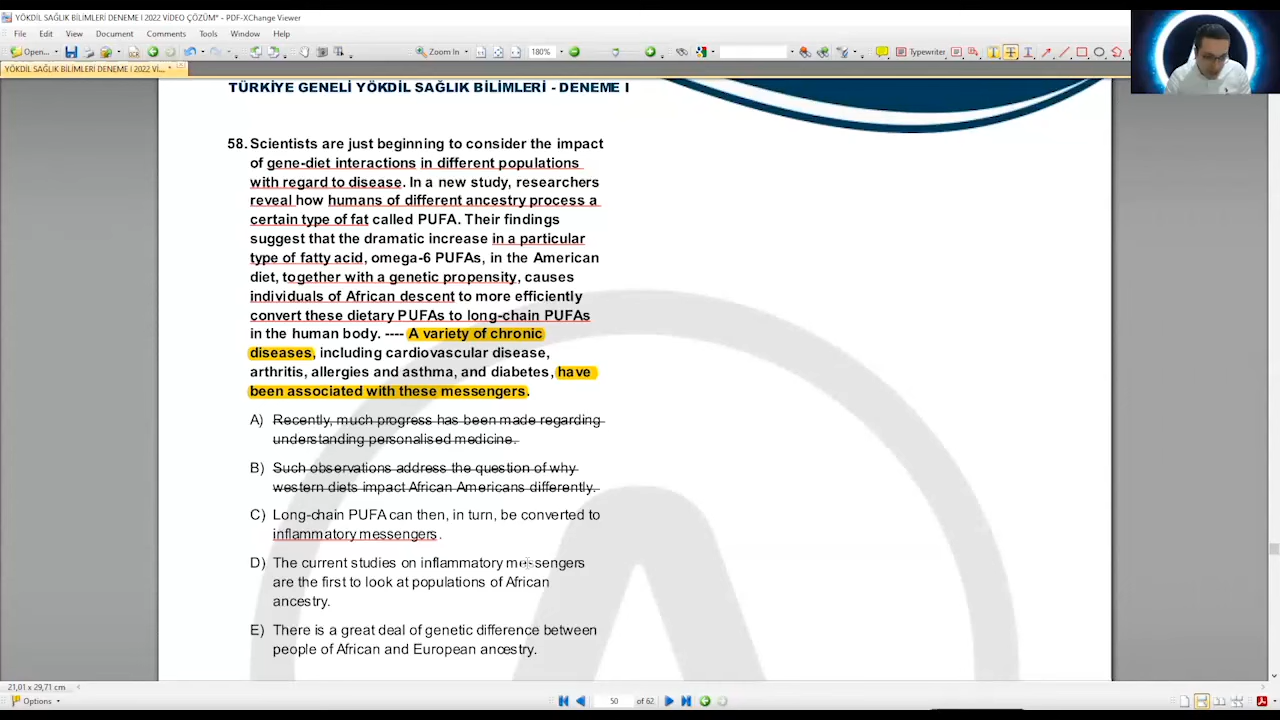 YÖKDİL SAĞLIK BİLİMLERİ DENEME I 2022 VİDEO ÇÖZÜM* - PDF-XChange Viewer
File Edit View Document Comments Tools Window Help
Open... Zoom In 180% Typewriter
YÖKDİL SAĞLIK BİLİMLERİ DENEME I 2022 Vİ... *
TÜRKİYE GENELİ YÖKDİL SAĞLIK BİLİMLERİ - DENEME I
58. Scientists are just beginning to consider the impact
of gene-diet interactions in different populations
with regard to disease. In a new study, researchers
reveal how humans of different ancestry process a
certain type of fat called PUFA. Their findings
suggest that the dramatic increase in a particular
type of fatty acid, omega-6 PUFAs, in the American
diet, together with a genetic propensity, causes
individuals of African descent to more efficiently
convert these dietary PUFAs to long-chain PUFAs
in the human body. ---- A variety of chronic
diseases, including cardiovascular disease,
arthritis, allergies and asthma, and diabetes, have
been associated with these messengers.
A) Recently, much progress has been made regarding
understanding personalised medicine.
B) Such observations address the question of why
western diets impact African Americans differently.
C) Long-chain PUFA can then, in turn, be converted to
inflammatory messengers.
D) The current studies on inflammatory messengers
are the first to look at populations of African
ancestry.
E) There is a great deal of genetic difference between
people of African and European ancestry.
21,01 x 29,71 cm
Options 50 of 62